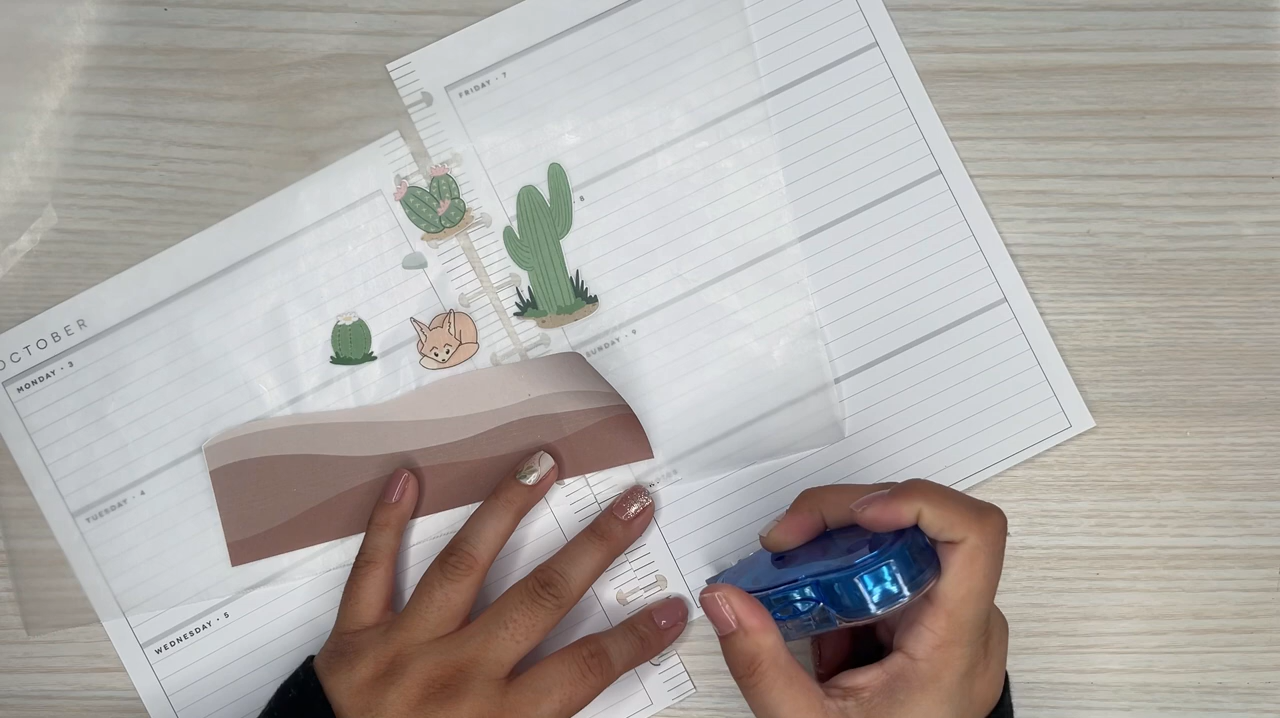 OCTOBER
MONDAY • 3
TUESDAY • 4
WEDNESDAY • 5
FRIDAY • 7
• 8
SUNDAY • 9